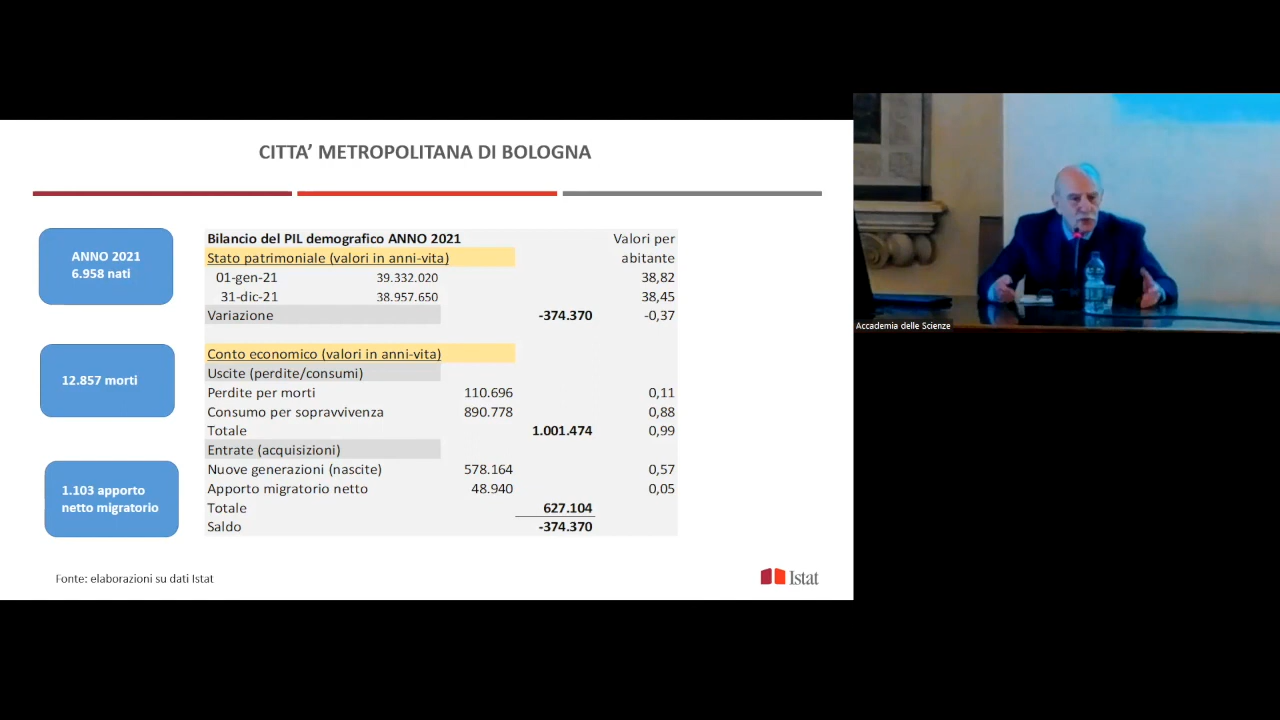 CITTA' METROPOLITANA DI BOLOGNA
ANNO 2021
6.958 nati
12.857 morti
1.103 apporto
netto migratorio
Bilancio del PIL demografico ANNO 2021 Valori per
Stato patrimoniale (valori in anni-vita) abitante
01-gen-21 39.332.020 38,82
31-dic-21 38.957.650 38,45
Variazione -374.370 -0,37
Conto economico (valori in anni-vita)
Uscite (perdite/consumi)
Perdite per morti 110.696 0,11
Consumo per sopravvivenza 890.778 0,88
Totale 1.001.474 0,99
Entrate (acquisizioni)
Nuove generazioni (nascite) 578.164 0,57
Apporto migratorio netto 48.940 0,05
Totale 627.104
Saldo -374.370
Fonte: elaborazioni su dati Istat
Istat
Accademia delle Scienze